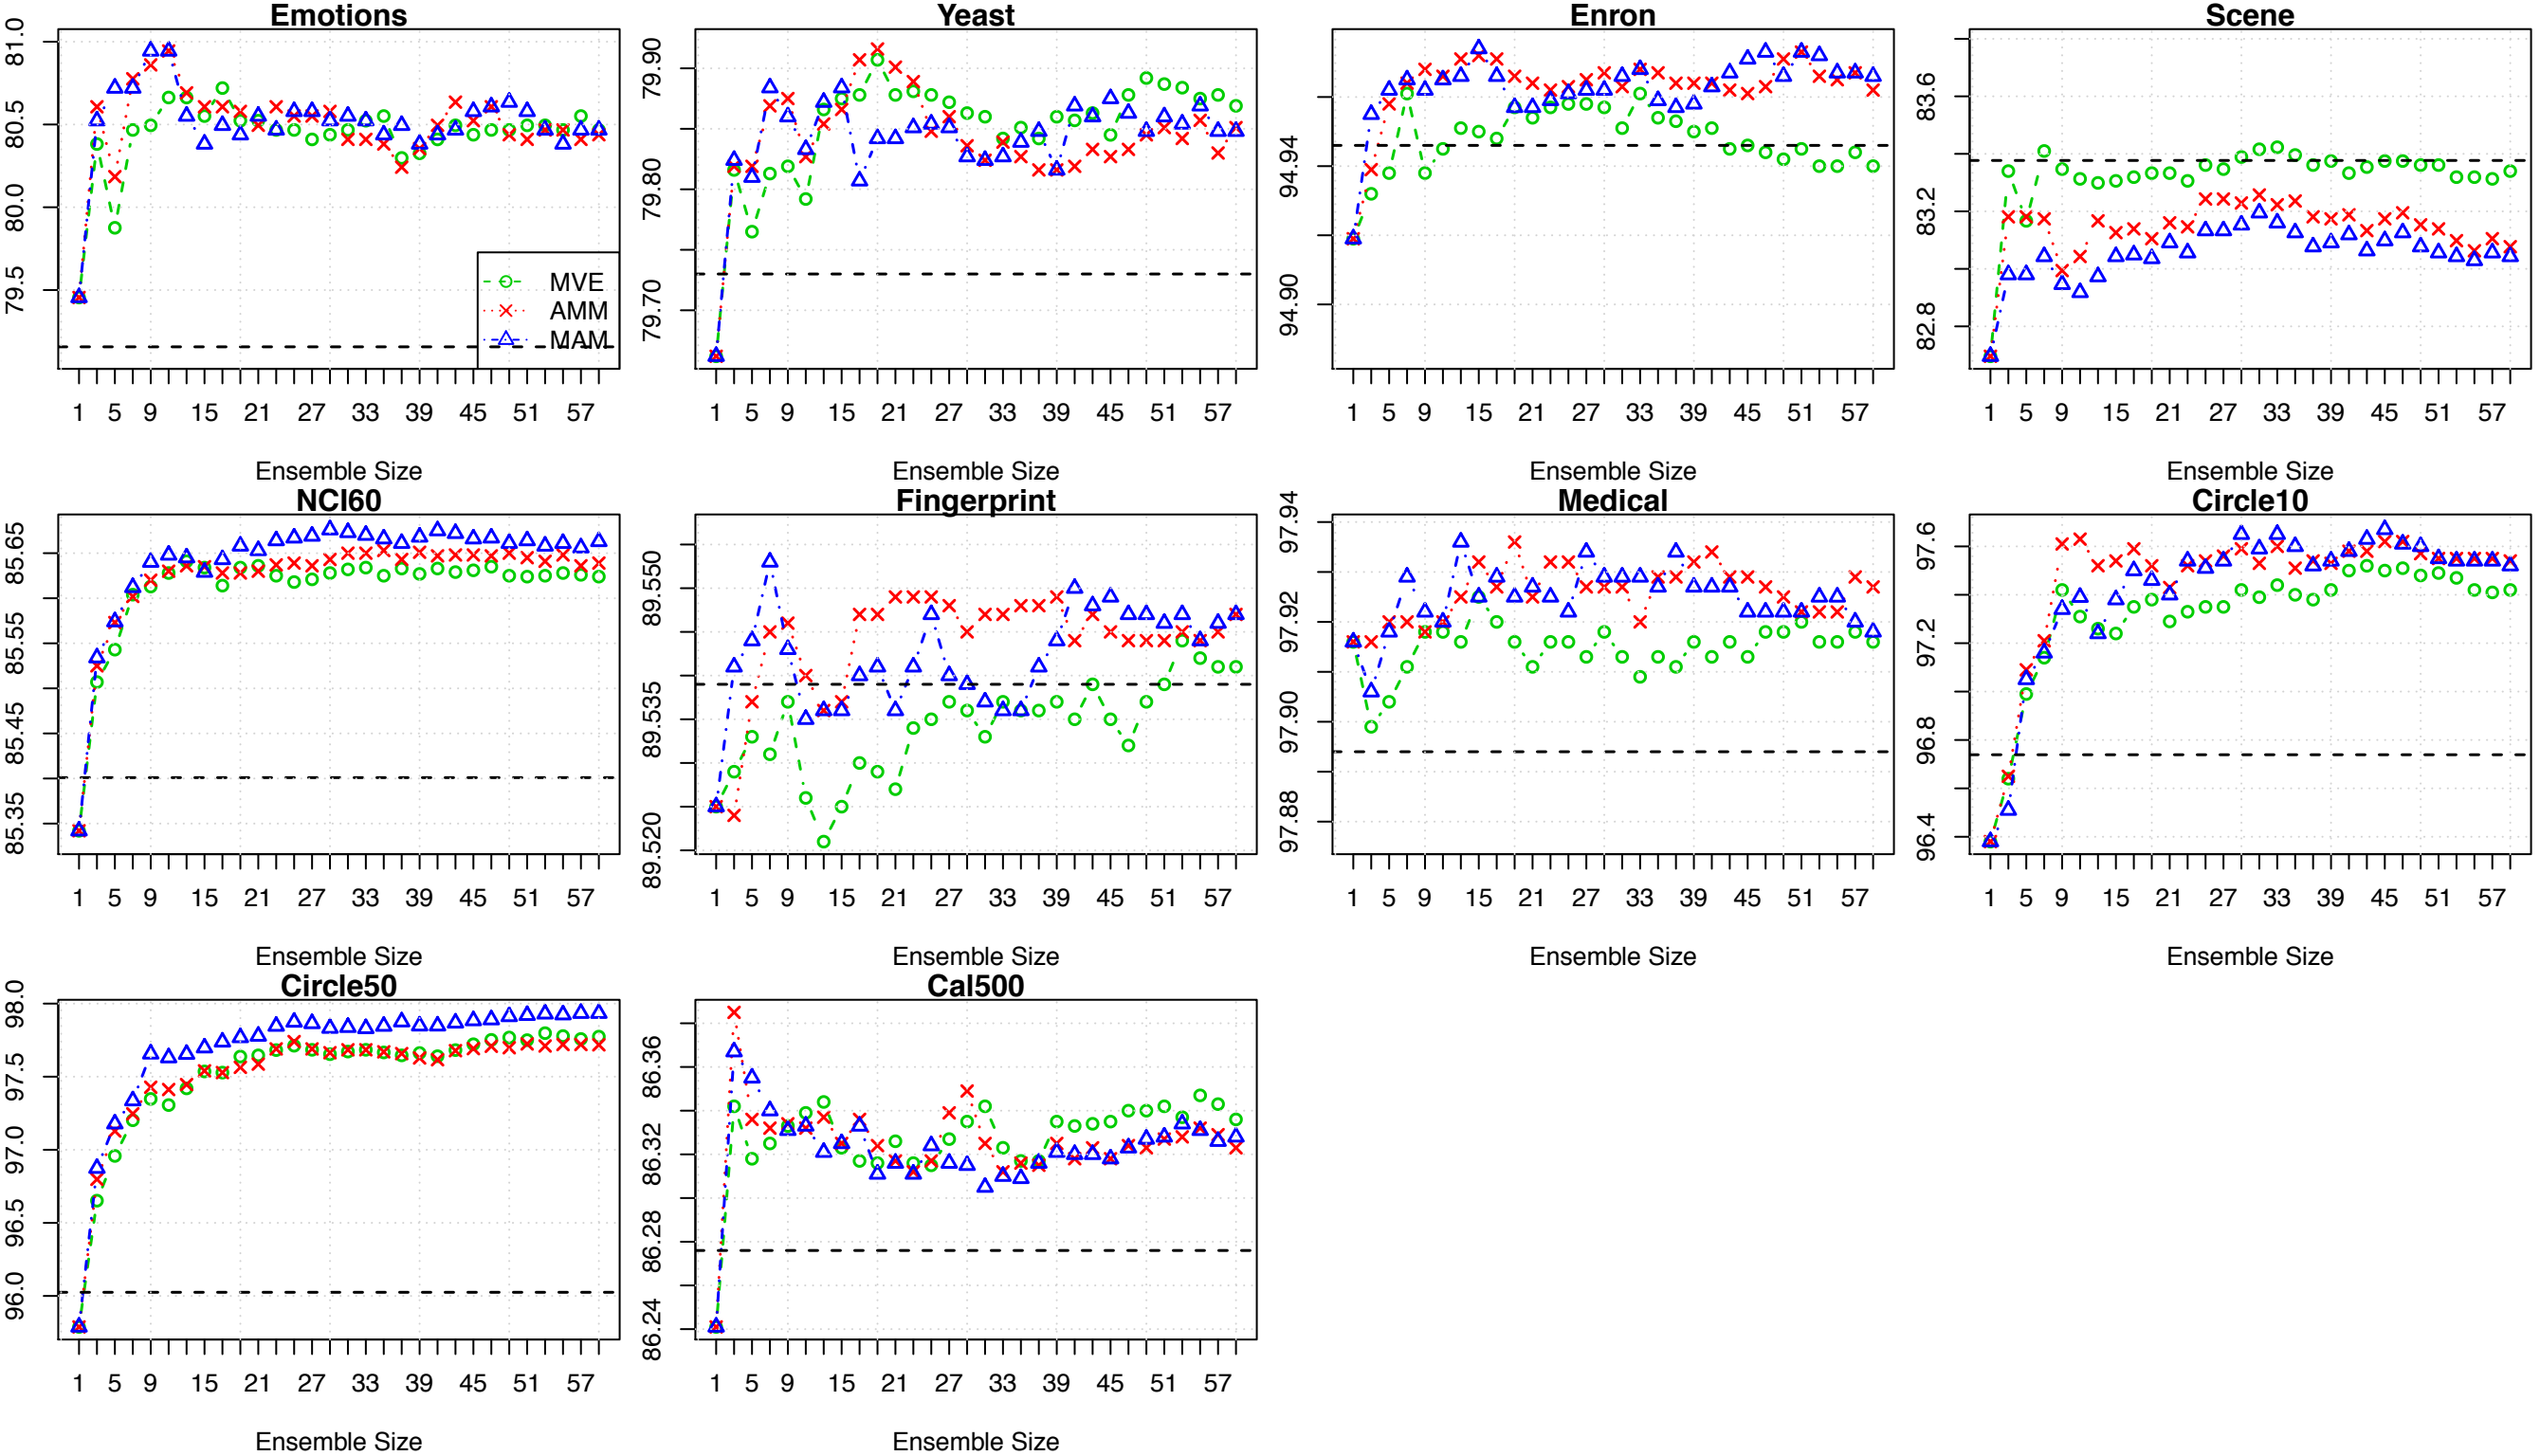 Emotions
81.0
80.5
80.0
79.5
MVE
AMM
MAM
1 5 9 15 21 27 33 39 45 51 57
Ensemble Size
Yeast
79.90
79.80
79.70
1 5 9 15 21 27 33 39 45 51 57
Ensemble Size
Enron
94.94
94.90
1 5 9 15 21 27 33 39 45 51 57
Ensemble Size
Scene
83.6
83.2
82.8
1 5 9 15 21 27 33 39 45 51 57
Ensemble Size
NCI60
85.65
85.55
85.45
85.35
1 5 9 15 21 27 33 39 45 51 57
Ensemble Size
Fingerprint
89.550
89.535
89.520
1 5 9 15 21 27 33 39 45 51 57
Ensemble Size
Medical
97.94
97.92
97.90
97.88
1 5 9 15 21 27 33 39 45 51 57
Ensemble Size
Circle10
97.6
97.2
96.8
96.4
1 5 9 15 21 27 33 39 45 51 57
Ensemble Size
Circle50
98.0
97.5
97.0
96.5
96.0
1 5 9 15 21 27 33 39 45 51 57
Ensemble Size
Cal500
86.36
86.32
86.28
86.24
1 5 9 15 21 27 33 39 45 51 57
Ensemble Size